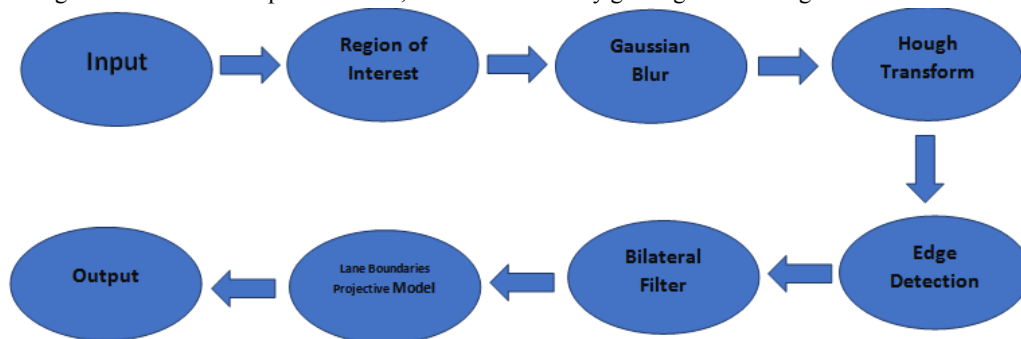 Input
Region of
Interest
Gaussian
Blur
Hough
Transform
Edge
Detection
Bilateral
Filter
Lane Boundaries
Projective Model
Output